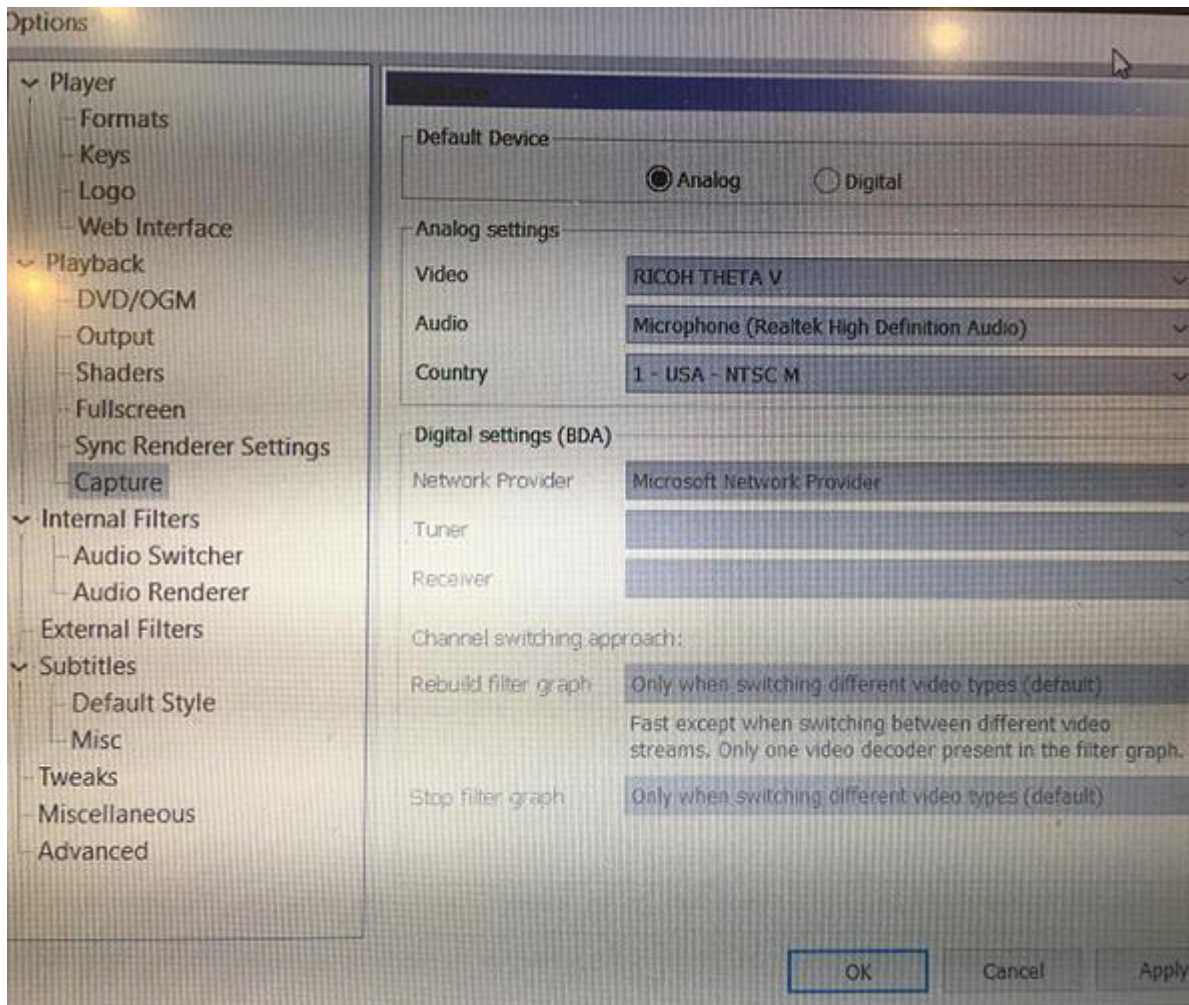 Options
Player
Formats
Keys
Logo
Web Interface
Playback
DVD/OGM
Output
Shaders
Fullscreen
Sync Renderer Settings
Capture
Internal Filters
Audio Switcher
Audio Renderer
External Filters
Subtitles
Default Style
Misc
Tweaks
Miscellaneous
Advanced
Capture
Default Device
Analog Digital
Analog settings
Video RICOH THETA V
Audio Microphone (Realtek High Definition Audio)
Country 1 - USA - NTSC M
Digital settings (BDA)
Network Provider Microsoft Network Provider
Tuner
Receiver
Channel switching approach:
Rebuild filter graph Only when switching different video types (default)
Fast except when switching between different video
streams. Only one video decoder present in the filter graph.
Stop filter graph Only when switching different video types (default)
OK Cancel Apply